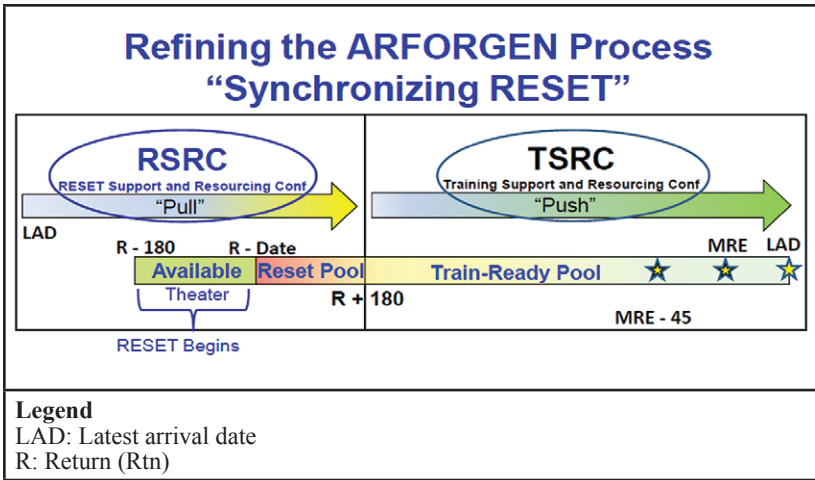 Refining the ARFORGEN Process
“Synchronizing RESET”
RSRC
RESET Support and Resourcing Conf
“Pull”
LAD
TSRC
Training Support and Resourcing Conf
“Push”
R - 180
R - Date
MRE
LAD
Available
Reset Pool
Train-Ready Pool
Theater
R + 180
MRE - 45
RESET Begins
Legend
LAD: Latest arrival date
R: Return (Rtn)